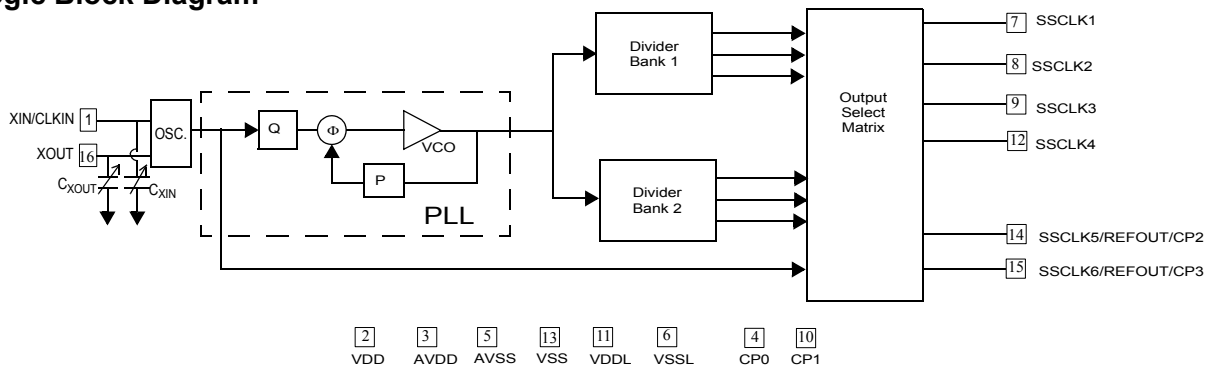 Block Diagram
XIN/CLKIN 1
XOUT 16
CXOUT
CXIN
OSC.
Q
Φ
VCO
P
PLL
Divider
Bank 1
Divider
Bank 2
Output
Select
Matrix
7 SSCLK1
8 SSCLK2
9 SSCLK3
12 SSCLK4
14 SSCLK5/REFOUT/CP2
15 SSCLK6/REFOUT/CP3
2 3 5 13 11 6 4 10
VDD AVDD AVSS VSS VDDL VSSL CP0 CP1